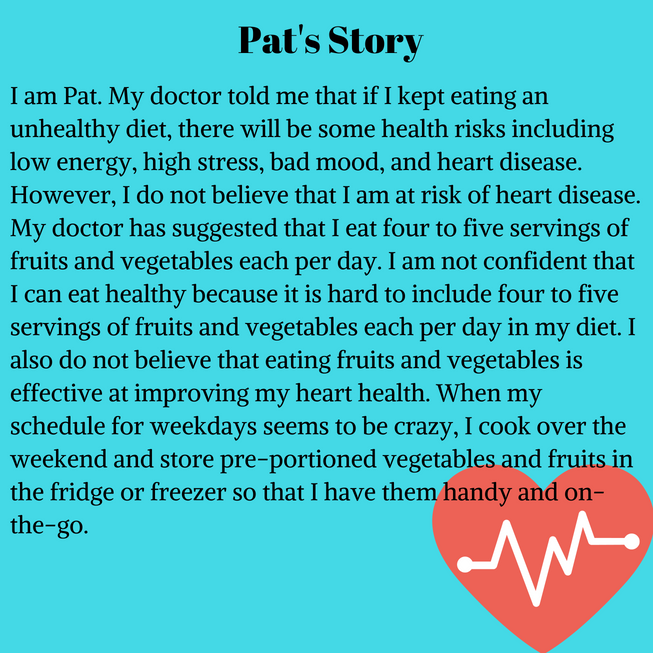 Pat's Story
I am Pat. My doctor told me that if I kept eating an
unhealthy diet, there will be some health risks including
low energy, high stress, bad mood, and heart disease.
However, I do not believe that I am at risk of heart disease.
My doctor has suggested that I eat four to five servings of
fruits and vegetables each per day. I am not confident that
I can eat healthy because it is hard to include four to five
servings of fruits and vegetables each per day in my diet. I
also do not believe that eating fruits and vegetables is
effective at improving my heart health. When my
schedule for weekdays seems to be crazy, I cook over the
weekend and store pre-portioned vegetables and fruits in
the fridge or freezer so that I have them handy and on-
the-go.